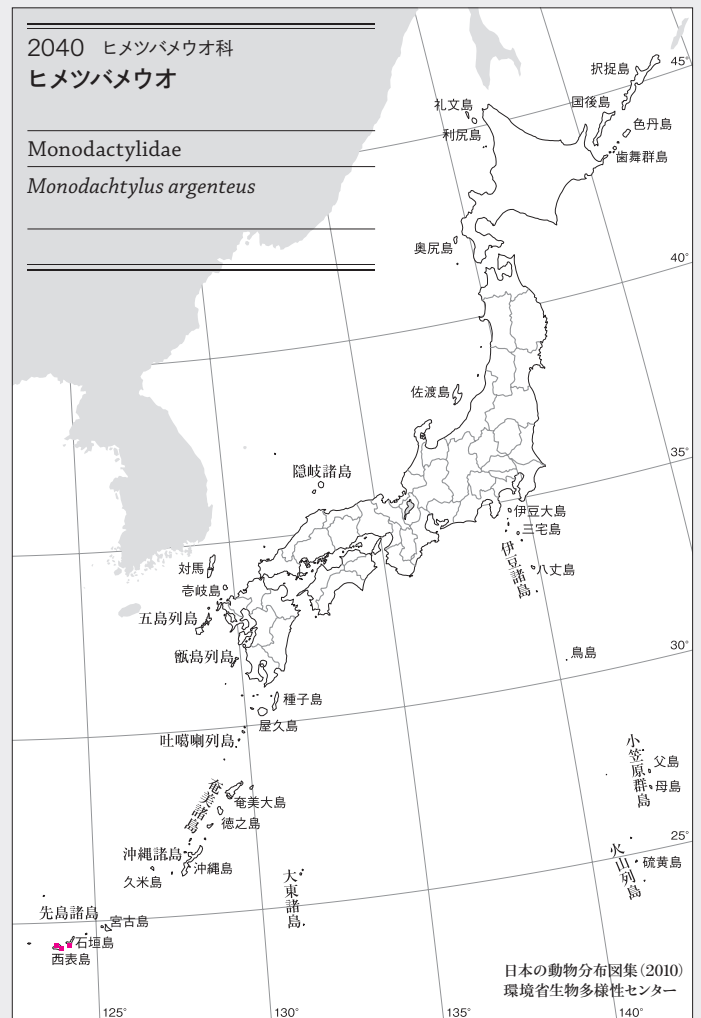 2040 ヒメツバメウオ科
ヒメツバメウオ
Monodactylidae
Monodachtylus argenteus
択捉島
45°
礼文島
国後島
利尻島
色丹島
歯舞群島
奥尻島
40°
佐渡島
35°
隠岐諸島
伊豆大島
三宅島
伊豆諸島
八丈島
対馬
壱岐島
五島列島
甑島列島
鳥島
30°
種子島
屋久島
吐噶喇列島
小笠原群島
父島
母島
奄美諸島
奄美大島
徳之島
25°
沖縄諸島
沖縄島
久米島
火山列島
硫黄島
大東諸島
先島諸島
宮古島
石垣島
西表島
日本の動物分布図集(2010)
環境省生物多様性センター
125°
130°
135°
140°